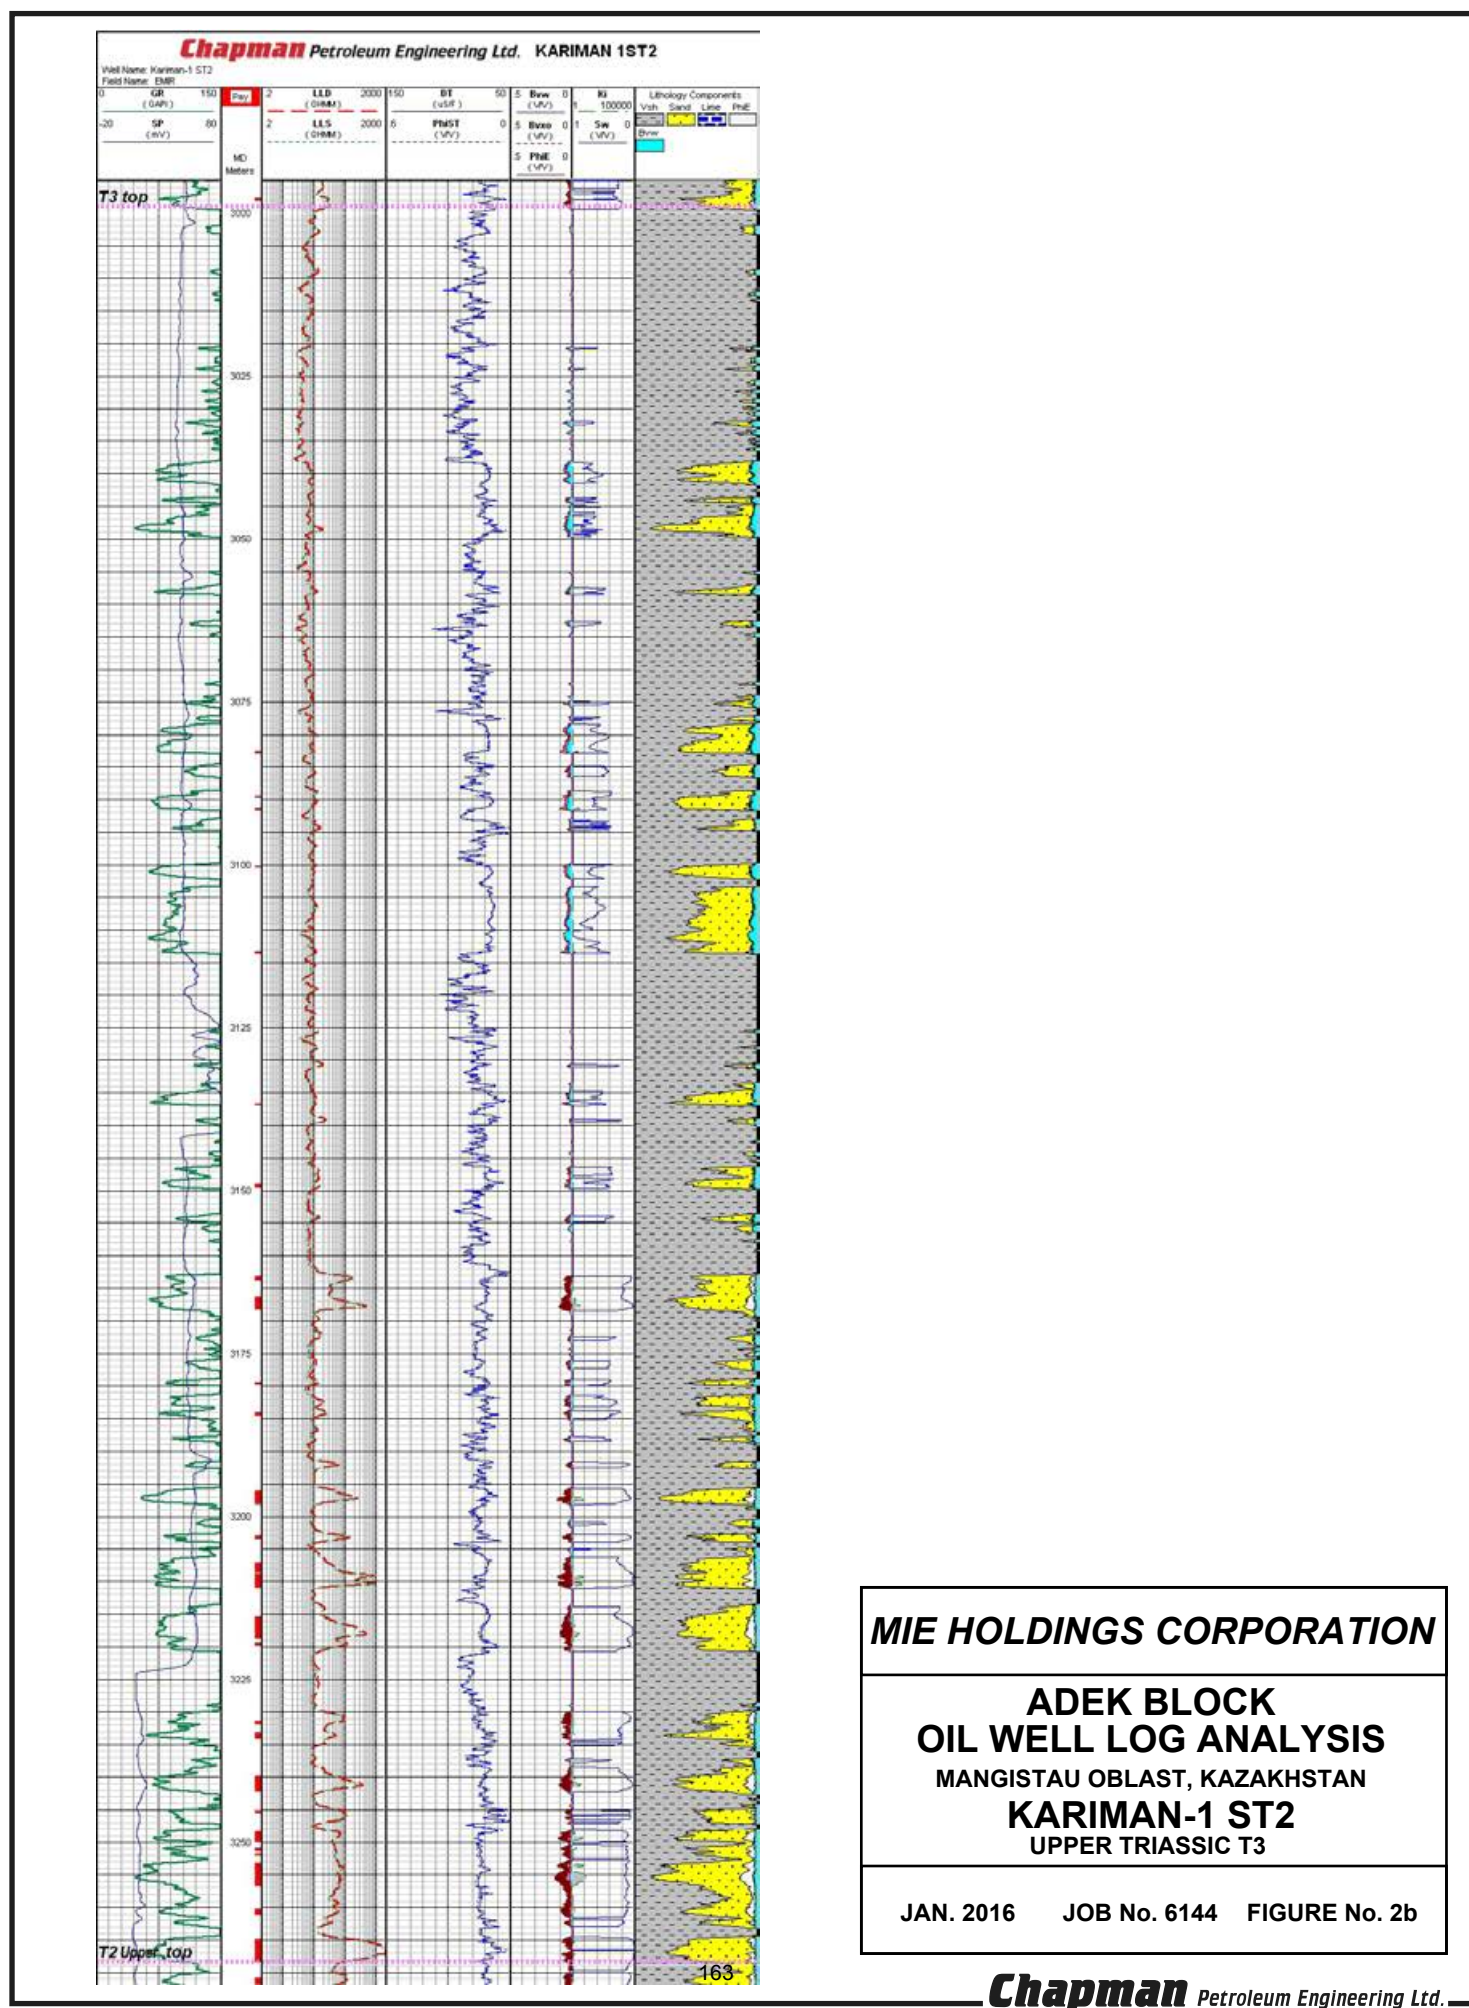 Chapman Petroleum Engineering Ltd. KARIMAN 1ST2
Well Name: Kariman-1 ST2
Field Name: EMIR
0 GR 150
(GAPI)
-20 SP 80
(mV)
Pay
MD
Meters
2 LLD 2000
(OHMM)
2 LLS 2000
(OHMM)
150 DT 50
(uS/F)
.6 PhiST 0
(V/V)
.5 Bvw 0
(V/V)
.5 Bvxo 0
(V/V)
.5 PhiE 0
(V/V)
Ki
1 100000
1 Sw 0
(V/V)
Lithology Components
Vsh Sand Lime PhiE
Bvw
T3 top
3000
3025
3050
3075
3100
3125
3150
3175
3200
3225
3250
T2 Upper_top
163
MIE HOLDINGS CORPORATION
ADEK BLOCK
OIL WELL LOG ANALYSIS
MANGISTAU OBLAST, KAZAKHSTAN
KARIMAN-1 ST2
UPPER TRIASSIC T3
JAN. 2016 JOB No. 6144 FIGURE No. 2b
Chapman Petroleum Engineering Ltd.